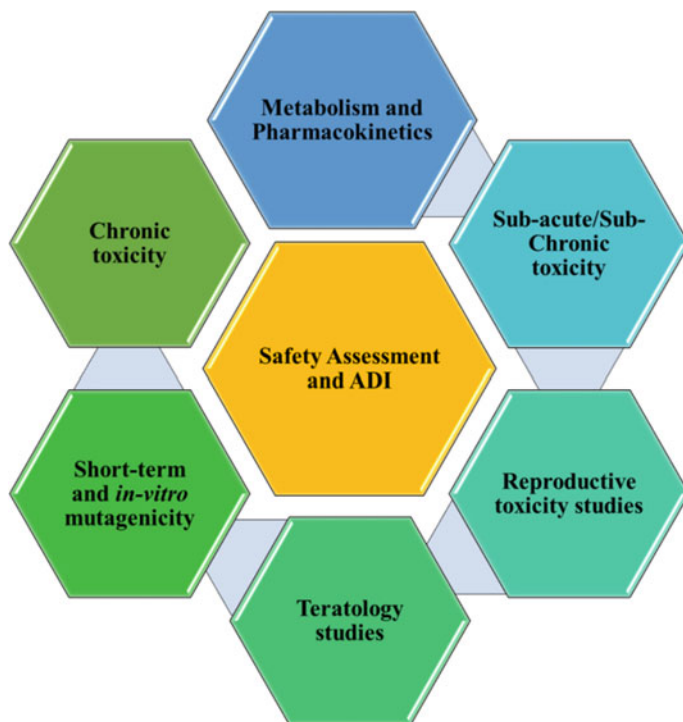 Metabolism and
Pharmacokinetics
Sub-acute/Sub-
Chronic
toxicity
Reproductive
toxicity studies
Teratology
studies
Short-term
and in-vitro
mutagenicity
Chronic
toxicity
Safety Assessment
and ADI